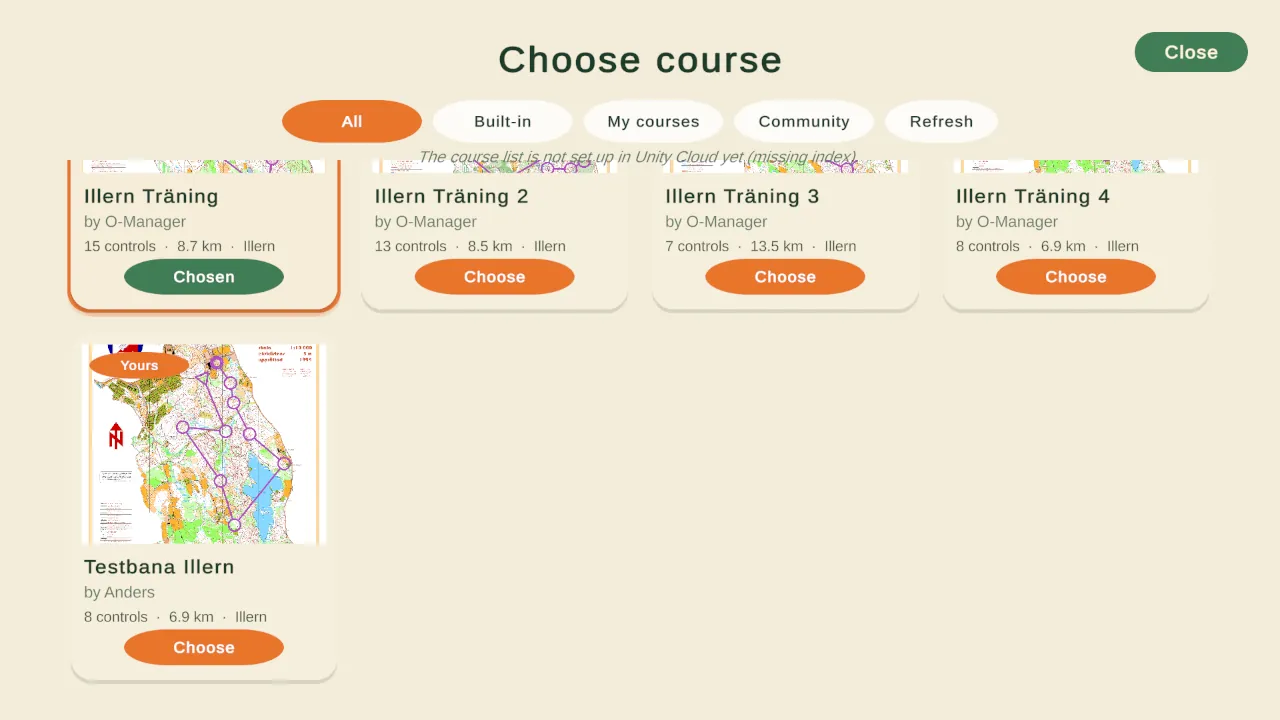 Choose course
Close
All
Built-in
My courses
Community
Refresh
The course list is not set up in Unity Cloud yet (missing index).
Illern Träning
by O-Manager
15 controls · 8.7 km · Illern
Chosen
Illern Träning 2
by O-Manager
13 controls · 8.5 km · Illern
Choose
Illern Träning 3
by O-Manager
7 controls · 13.5 km · Illern
Choose
Illern Träning 4
by O-Manager
8 controls · 6.9 km · Illern
Choose
Yours
N
Testbana Illern
by Anders
8 controls · 6.9 km · Illern
Choose